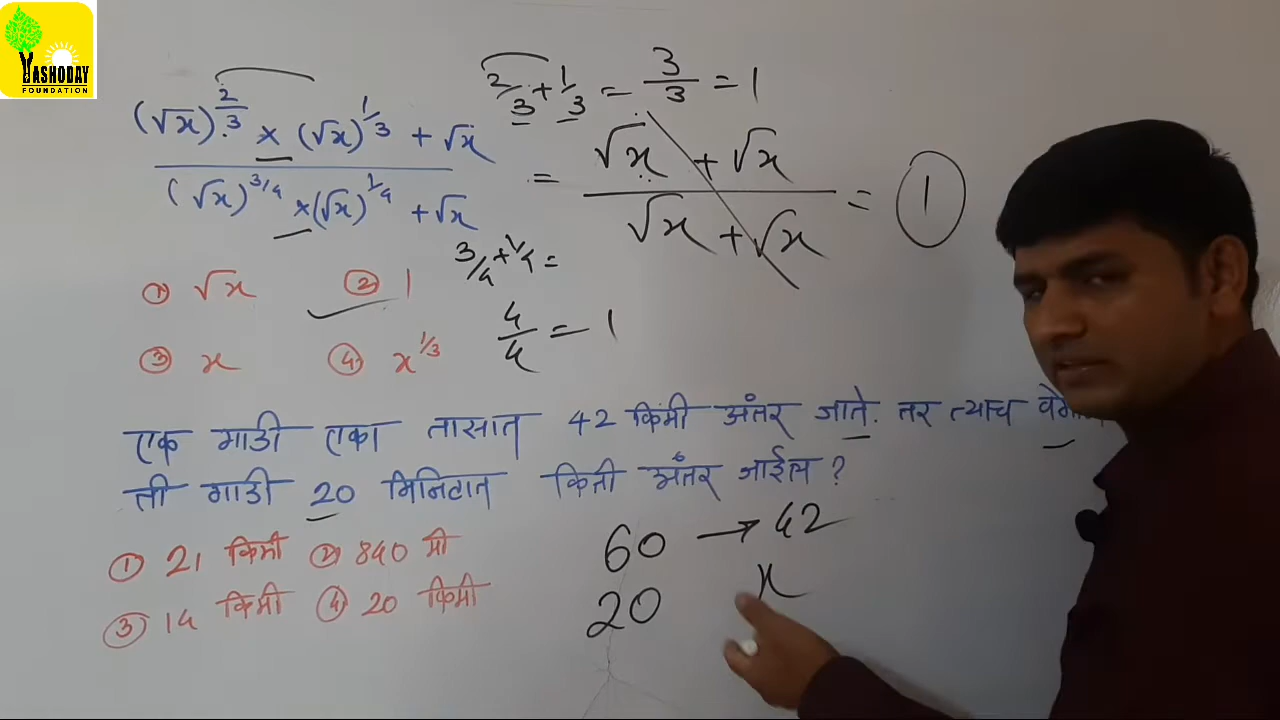 YASHODAY
FOUNDATION
2/3 + 1/3 = 3/3 = 1
(√x)^2/3 × (√x)^1/3 + √x
(√x)^3/4 × (√x)^1/4 + √x
= √x + √x
√x + √x
= 1
3/4 + 1/4 =
4/4 = 1
① √x ② 1
③ x ④ x^1/3
एक गाडी एका तासात 42 किमी अंतर जाते. तर त्याच
ती गाडी 20 मिनिटात किती अंतर जाईल ?
① 21 किमी ② 840 मी
③ 14 किमी ④ 20 किमी
60 → 42
20 x